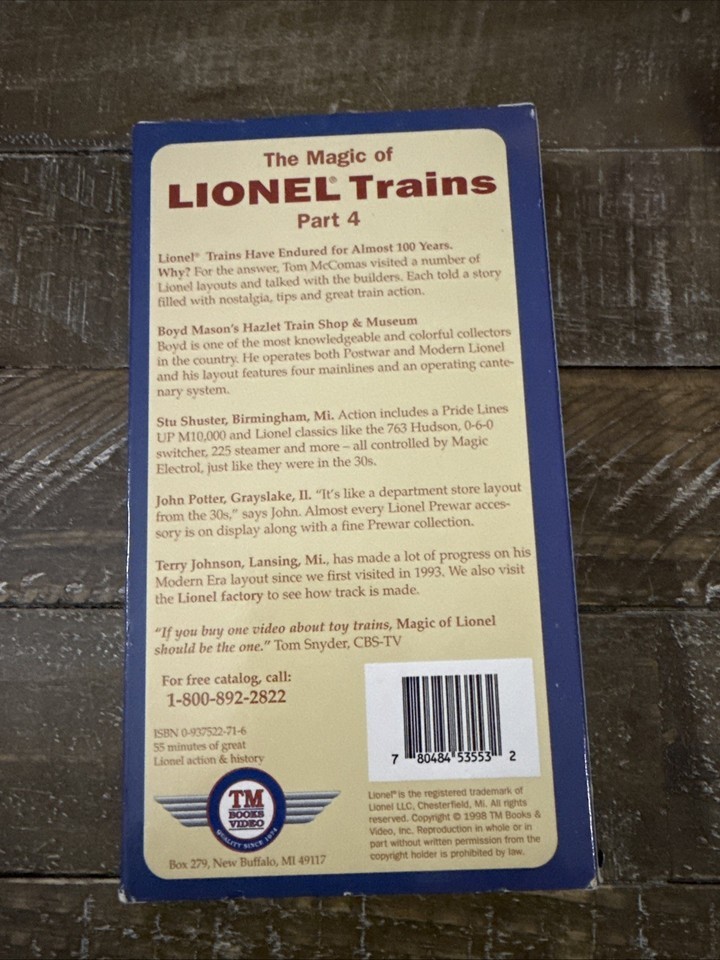 The Magic of
LIONEL® Trains
Part 4
Lionel® Trains Have Endured for Almost 100 Years.
Why? For the answer, Tom McComas visited a number of
Lionel layouts and talked with the builders. Each told a story
filled with nostalgia, tips and great train action.
Boyd Mason's Hazlet Train Shop & Museum
Boyd is one of the most knowledgeable and colorful collectors
in the country. He operates both Postwar and Modern Lionel
and his layout features four mainlines and an operating cante-
nary system.
Stu Shuster, Birmingham, Mi. Action includes a Pride Lines
UP M10,000 and Lionel classics like the 763 Hudson, 0-6-0
switcher, 225 steamer and more – all controlled by Magic
Electrol, just like they were in the 30s.
John Potter, Grayslake, Il. "It's like a department store layout
from the 30s," says John. Almost every Lionel Prewar acces-
sory is on display along with a fine Prewar collection.
Terry Johnson, Lansing, Mi., has made a lot of progress on his
Modern Era layout since we first visited in 1993. We also visit
the Lionel factory to see how track is made.
"If you buy one video about toy trains, Magic of Lionel
should be the one." Tom Snyder, CBS-TV
For free catalog, call:
1-800-892-2822
ISBN 0-937522-71-6
55 minutes of great
Lionel action & history
TM
BOOKS
VIDEO
QUALITY SINCE 1974
Box 279, New Buffalo, MI 49117
7 80484 53553 2
Lionel® is the registered trademark of
Lionel LLC, Chesterfield, Mi. All rights
reserved. Copyright © 1998 TM Books &
Video, Inc. Reproduction in whole or in
part without written permission from the
copyright holder is prohibited by law.